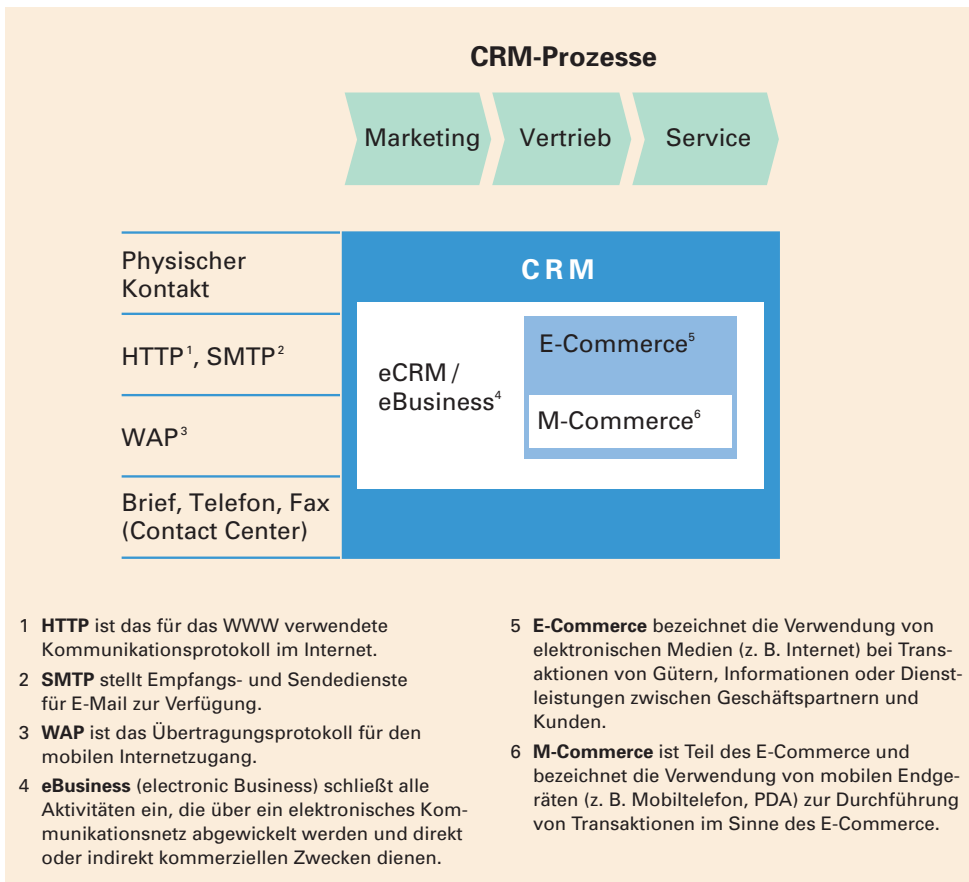 CRM-Prozesse
Marketing
Vertrieb
Service
Physischer
Kontakt
HTTP¹, SMTP²
WAP³
Brief, Telefon, Fax
(Contact Center)
CRM
eCRM /
eBusiness⁴
E-Commerce⁵
M-Commerce⁶
1 HTTP ist das für das WWW verwendete
Kommunikationsprotokoll im Internet.
2 SMTP stellt Empfangs- und Sendedienste
für E-Mail zur Verfügung.
3 WAP ist das Übertragungsprotokoll für den
mobilen Internetzugang.
4 eBusiness (electronic Business) schließt alle
Aktivitäten ein, die über ein elektronisches Kom-
munikationsnetz abgewickelt werden und direkt
oder indirekt kommerziellen Zwecken dienen.
5 E-Commerce bezeichnet die Verwendung von
elektronischen Medien (z. B. Internet) bei Trans-
aktionen von Gütern, Informationen oder Dienst-
leistungen zwischen Geschäftspartnern und
Kunden.
6 M-Commerce ist Teil des E-Commerce und
bezeichnet die Verwendung von mobilen Endge-
räten (z. B. Mobiltelefon, PDA) zur Durchführung
von Transaktionen im Sinne des E-Commerce.